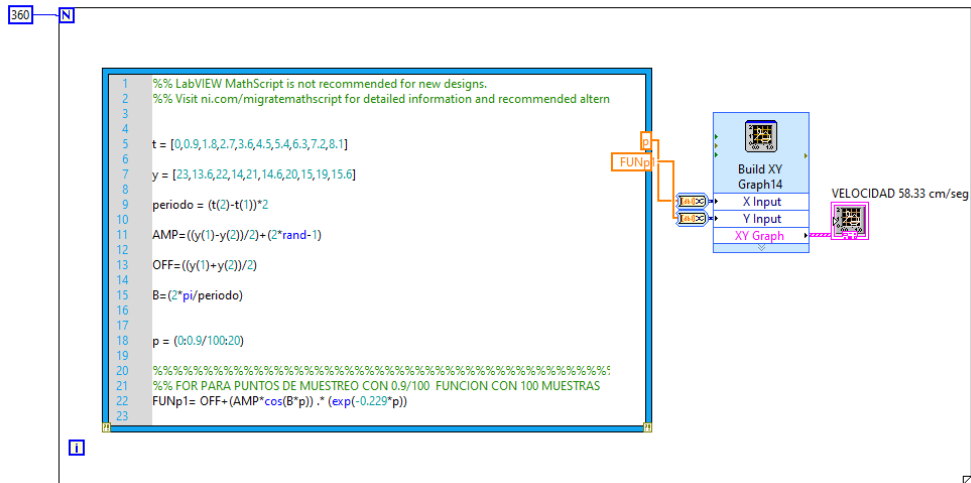 360
N
1 %% LabVIEW MathScript is not recommended for new designs.
2 %% Visit ni.com/migratemathscript for detailed information and recommended altern
3
4
5 t = [0,0.9,1.8,2.7,3.6,4.5,5.4,6.3,7.2,8.1]
6
7 y = [23,13.6,22,14,21,14.6,20,15,19,15.6]
8
9 periodo = (t(2)-t(1))*2
10
11 AMP=((y(1)-y(2))/2)+(2*rand-1)
12
13 OFF=((y(1)+y(2))/2)
14
15 B=(2*pi/periodo)
16
17
18 p = (0:0.9/100:20)
19
20 %%%%%%%%%%%%%%%%%%%%%%%%%%%%%%%%%%%%%%%%%%%%%%%%%
21 %% FOR PARA PUNTOS DE MUESTREO CON 0.9/100 FUNCION CON 100 MUESTRAS
22 FUNp1= OFF+(AMP*cos(B*p)) .* (exp(-0.229*p))
23
p
FUNp1
Build XY
Graph14
X Input
Y Input
XY Graph
VELOCIDAD 58.33 cm/seg
i